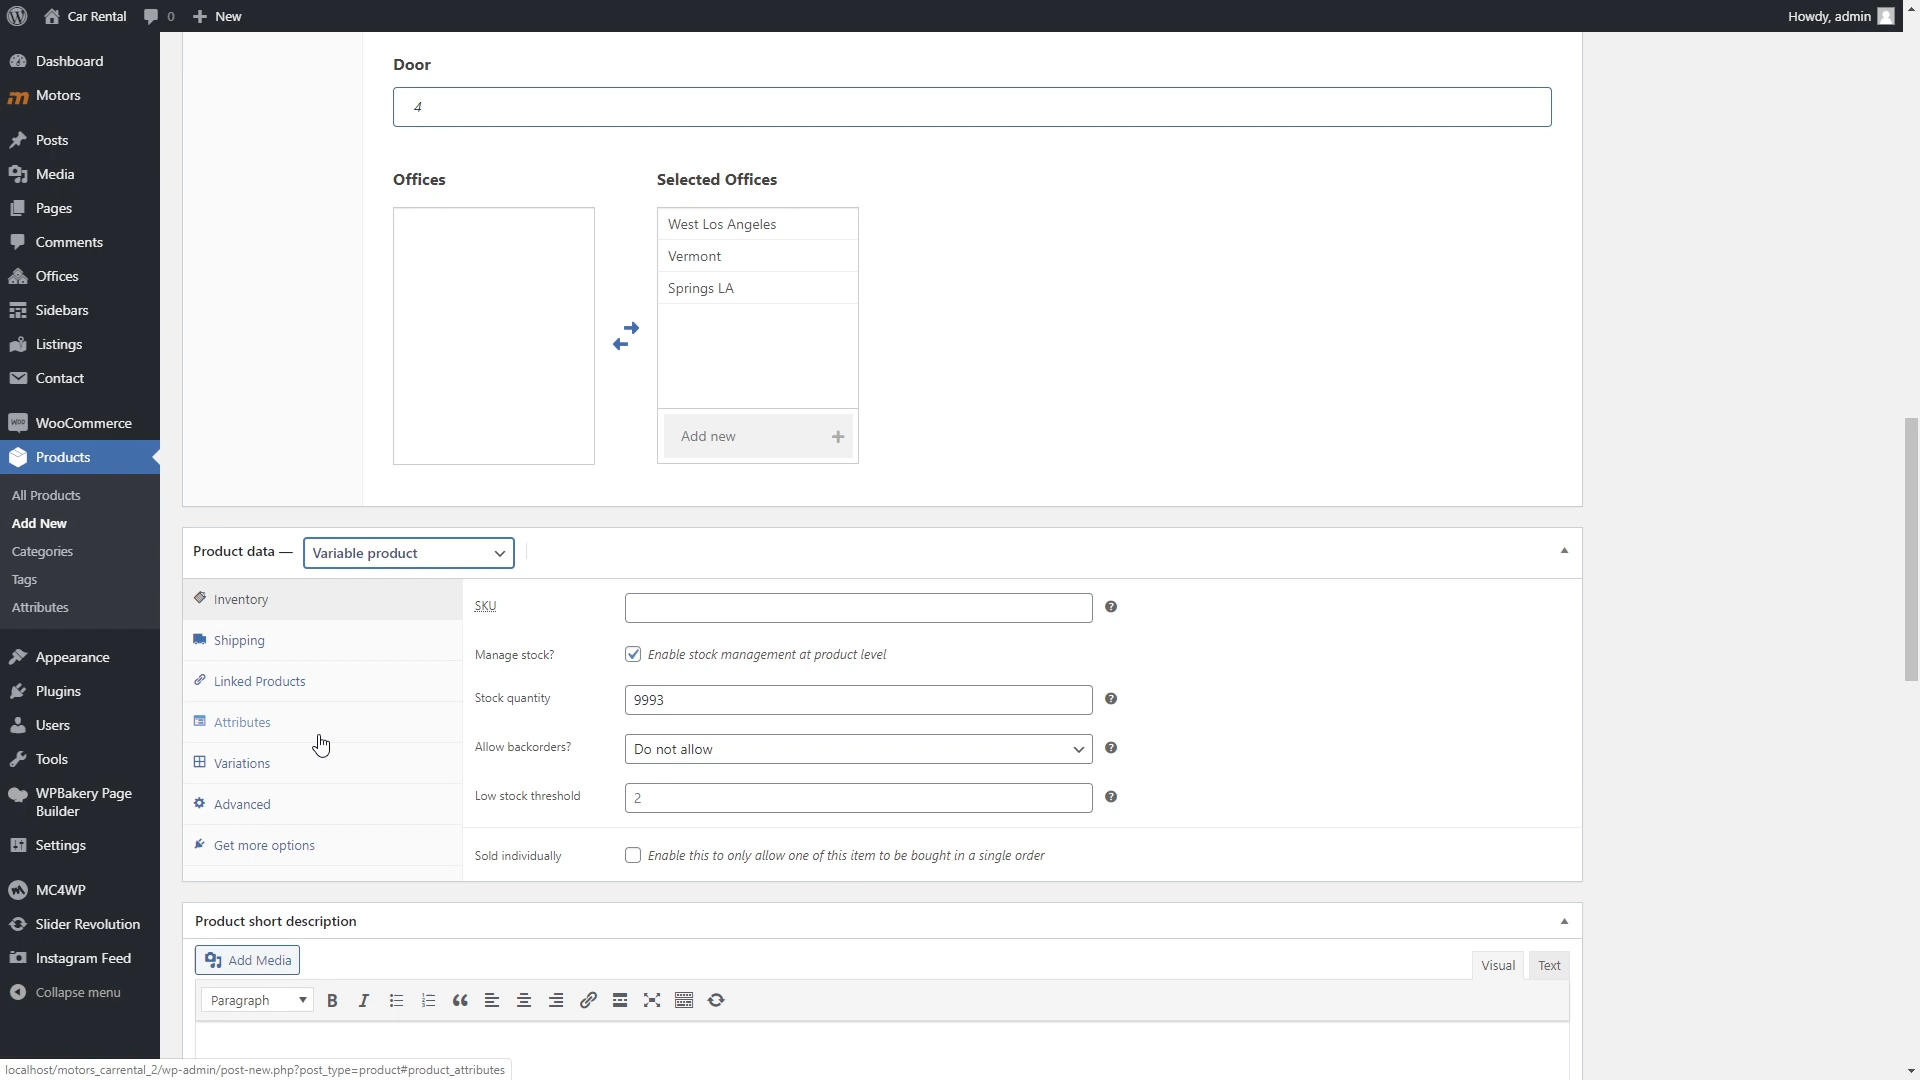 Car Rental
0
New
Howdy, admin
Dashboard
Motors
Posts
Media
Pages
Comments
Offices
Sidebars
Listings
Contact
WooCommerce
Products
All Products
Add New
Categories
Tags
Attributes
Appearance
Plugins
Users
Tools
WPBakery Page
Builder
Settings
MC4WP
Slider Revolution
Instagram Feed
Collapse menu
Door
4
Offices
Selected Offices
West Los Angeles
Vermont
Springs LA
Add new
Product data —
Variable product
Inventory
Shipping
Linked Products
Attributes
Variations
Advanced
Get more options
SKU
Manage stock?
Enable stock management at product level
Stock quantity
9993
Allow backorders?
Do not allow
Low stock threshold
2
Sold individually
Enable this to only allow one of this item to be bought in a single order
Product short description
Add Media
Visual
Text
Paragraph
localhost/motors_carrental_2/wp-admin/post-new.php?post_type=product#product_attributes